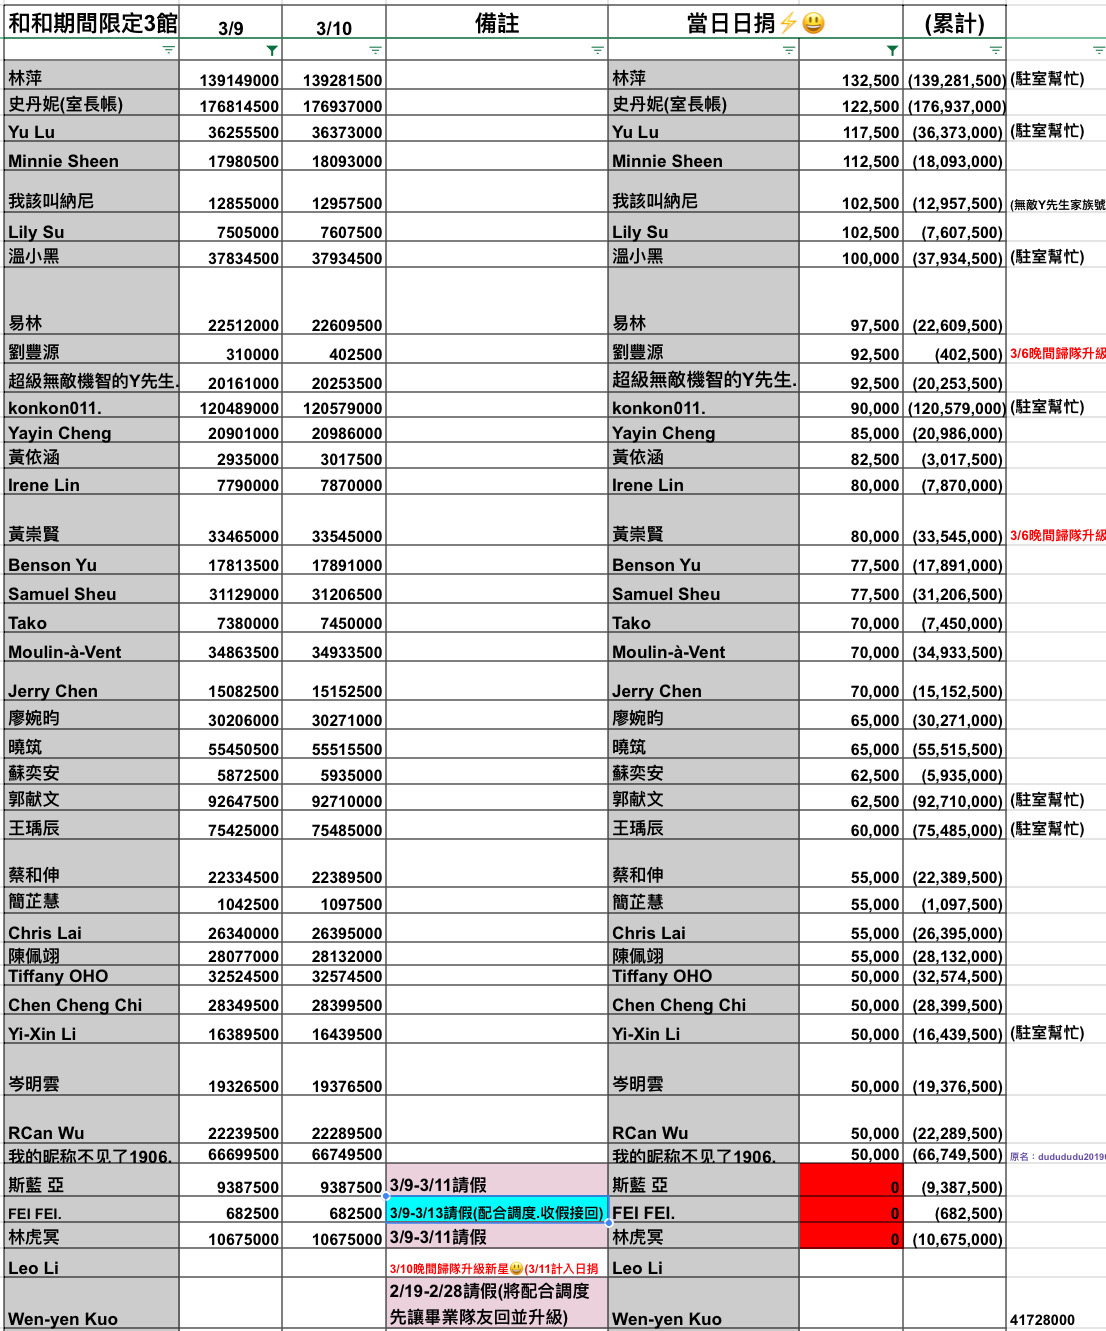 和和期間限定3館 3/9 3/10 備註 當日日捐⚡😃 (累計)
林萍 139149000 139281500 林萍 132,500 (139,281,500) (駐室幫忙)
史丹妮(室長帳) 176814500 176937000 史丹妮(室長帳) 122,500 (176,937,000)
Yu Lu 36255500 36373000 Yu Lu 117,500 (36,373,000) (駐室幫忙)
Minnie Sheen 17980500 18093000 Minnie Sheen 112,500 (18,093,000)
我該叫納尼 12855000 12957500 我該叫納尼 102,500 (12,957,500) (無敵Y先生家族號
Lily Su 7505000 7607500 Lily Su 102,500 (7,607,500)
溫小黑 37834500 37934500 溫小黑 100,000 (37,934,500) (駐室幫忙)
易林 22512000 22609500 易林 97,500 (22,609,500)
劉豐源 310000 402500 劉豐源 92,500 (402,500) 3/6晚間歸隊升級
超級無敵機智的Y先生. 20161000 20253500 超級無敵機智的Y先生. 92,500 (20,253,500)
konkon011. 120489000 120579000 konkon011. 90,000 (120,579,000) (駐室幫忙)
Yayin Cheng 20901000 20986000 Yayin Cheng 85,000 (20,986,000)
黃依涵 2935000 3017500 黃依涵 82,500 (3,017,500)
Irene Lin 7790000 7870000 Irene Lin 80,000 (7,870,000)
黃崇賢 33465000 33545000 黃崇賢 80,000 (33,545,000) 3/6晚間歸隊升級
Benson Yu 17813500 17891000 Benson Yu 77,500 (17,891,000)
Samuel Sheu 31129000 31206500 Samuel Sheu 77,500 (31,206,500)
Tako 7380000 7450000 Tako 70,000 (7,450,000)
Moulin-à-Vent 34863500 34933500 Moulin-à-Vent 70,000 (34,933,500)
Jerry Chen 15082500 15152500 Jerry Chen 70,000 (15,152,500)
廖婉昀 30206000 30271000 廖婉昀 65,000 (30,271,000)
曉筑 55450500 55515500 曉筑 65,000 (55,515,500)
蘇奕安 5872500 5935000 蘇奕安 62,500 (5,935,000)
郭献文 92647500 92710000 郭献文 62,500 (92,710,000) (駐室幫忙)
王瑀辰 75425000 75485000 王瑀辰 60,000 (75,485,000) (駐室幫忙)
蔡和伸 22334500 22389500 蔡和伸 55,000 (22,389,500)
簡芷慧 1042500 1097500 簡芷慧 55,000 (1,097,500)
Chris Lai 26340000 26395000 Chris Lai 55,000 (26,395,000)
陳佩翊 28077000 28132000 陳佩翊 55,000 (28,132,000)
Tiffany OHO 32524500 32574500 Tiffany OHO 50,000 (32,574,500)
Chen Cheng Chi 28349500 28399500 Chen Cheng Chi 50,000 (28,399,500)
Yi-Xin Li 16389500 16439500 Yi-Xin Li 50,000 (16,439,500) (駐室幫忙)
岑明雲 19326500 19376500 岑明雲 50,000 (19,376,500)
RCan Wu 22239500 22289500 RCan Wu 50,000 (22,289,500)
我的昵称不见了1906. 66699500 66749500 我的昵称不见了1906. 50,000 (66,749,500) 原名：dudududu2019
斯藍 亞 9387500 9387500 3/9-3/11請假 斯藍 亞 0 (9,387,500)
FEI FEI. 682500 682500 3/9-3/13請假(配合調度.收假接回) FEI FEI. 0 (682,500)
林虎冥 10675000 10675000 3/9-3/11請假 林虎冥 0 (10,675,000)
Leo Li 3/10晚間歸隊升級新星😃(3/11計入日捐 Leo Li
2/19-2/28請假(將配合調度
Wen-yen Kuo 先讓畢業隊友回並升級) Wen-yen Kuo 41728000